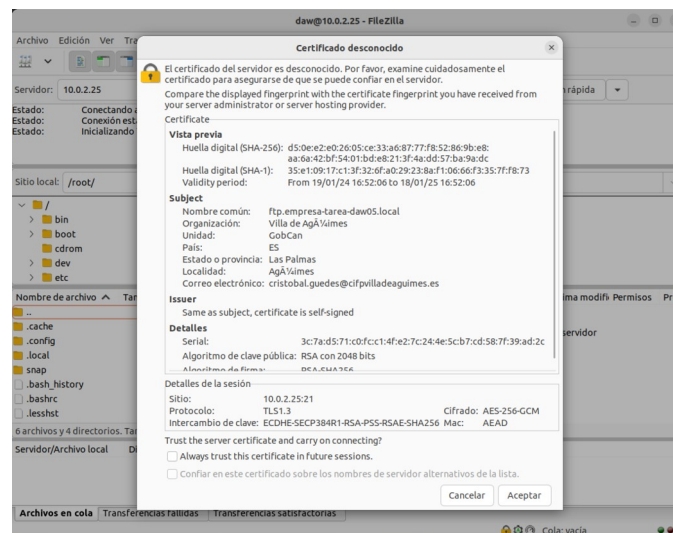 daw@10.0.2.25 - FileZilla
Archivo Edición Ver
Certificado desconocido
El certificado del servidor es desconocido. Por favor, examine cuidadosamente el
certificado para asegurarse de que se puede confiar en el servidor.
Servidor: 10.0.2.25
Compare the displayed fingerprint with the certificate fingerprint you have received from
your server administrator or server hosting provider.
rápida
Estado: Conectando
Estado: Conexión
Estado: Inicializando
Certificate
Vista previa
Huella digital (SHA-256): d5:0e:e2:e0:26:05:ce:33:a6:87:77:f8:52:86:9b:e8:
aa:6a:42:bf:54:01:bd:e8:21:3f:4a:dd:57:ba:9a:dc
Huella digital (SHA-1): 35:e1:09:17:c1:3f:32:6f:a0:29:23:8a:f1:06:66:f3:35:7f:f8:73
Validity period: From 19/01/24 16:52:06 to 18/01/25 16:52:06
Sitio local: /root/
/
bin
boot
cdrom
dev
etc
Subject
Nombre común: ftp.empresa-tarea-daw05.local
Organización: Villa de AgÃ¼imes
Unidad: GobCan
País: ES
Estado o provincia: Las Palmas
Localidad: AgÃ¼imes
Correo electrónico: cristobal.guedes@cifpvilladeaguimes.es
Issuer
Same as subject, certificate is self-signed
Detalles
Serial: 3c:7a:d5:71:c0:fc:c1:4f:e2:7c:24:4e:5c:b7:cd:58:7f:39:ad:2c
Algoritmo de clave pública: RSA con 2048 bits
Algoritmo de firma: RSA-SHA256
Nombre de archivo
Permisos
..
.cache
.config
.local
snap
.bash_history
.bashrc
.lesshst
servidor
6 archivos y 4 directorios.
Detalles de la sesión
Sitio: 10.0.2.25:21
Protocolo: TLS1.3 Cifrado: AES-256-GCM
Intercambio de clave: ECDHE-SECP384R1-RSA-PSS-RSAE-SHA256 Mac: AEAD
Trust the server certificate and carry on connecting?
Always trust this certificate in future sessions.
Confiar en este certificado sobre los nombres de servidor alternativos de la lista.
Cancelar Aceptar
Servidor/Archivo local
Archivos en cola Transferencias fallidas Transferencias satisfactorias
Cola: vacía